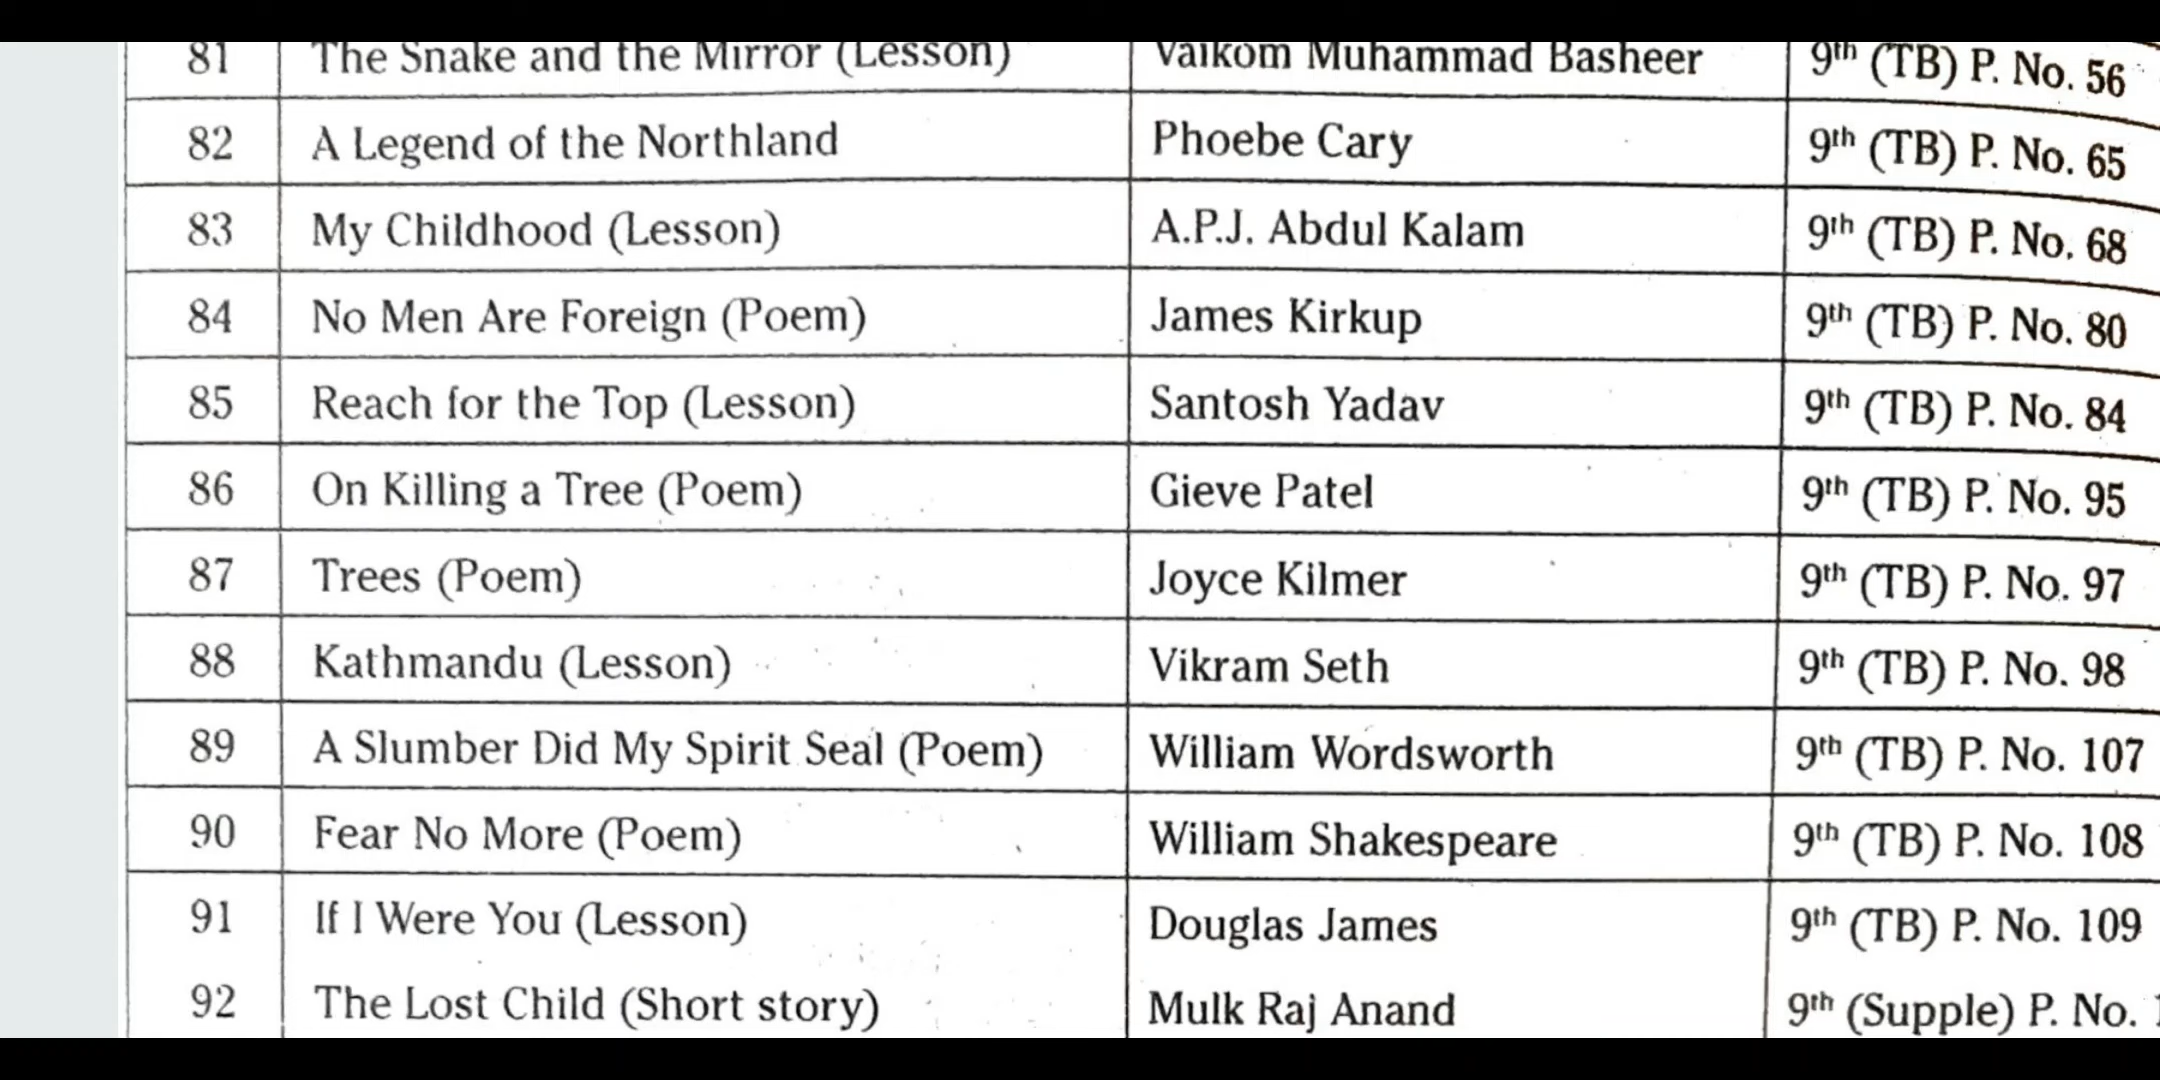 81 The Snake and the Mirror (Lesson) Vaikom Muhammad Basheer 9th (TB) P. No. 56
82 A Legend of the Northland Phoebe Cary 9th (TB) P. No. 65
83 My Childhood (Lesson) A.P.J. Abdul Kalam 9th (TB) P. No. 68
84 No Men Are Foreign (Poem) James Kirkup 9th (TB) P. No. 80
85 Reach for the Top (Lesson) Santosh Yadav 9th (TB) P. No. 84
86 On Killing a Tree (Poem) Gieve Patel 9th (TB) P. No. 95
87 Trees (Poem) Joyce Kilmer 9th (TB) P. No. 97
88 Kathmandu (Lesson) Vikram Seth 9th (TB) P. No. 98
89 A Slumber Did My Spirit Seal (Poem) William Wordsworth 9th (TB) P. No. 107
90 Fear No More (Poem) William Shakespeare 9th (TB) P. No. 108
91 If I Were You (Lesson) Douglas James 9th (TB) P. No. 109
92 The Lost Child (Short story) Mulk Raj Anand 9th (Supple) P. No.